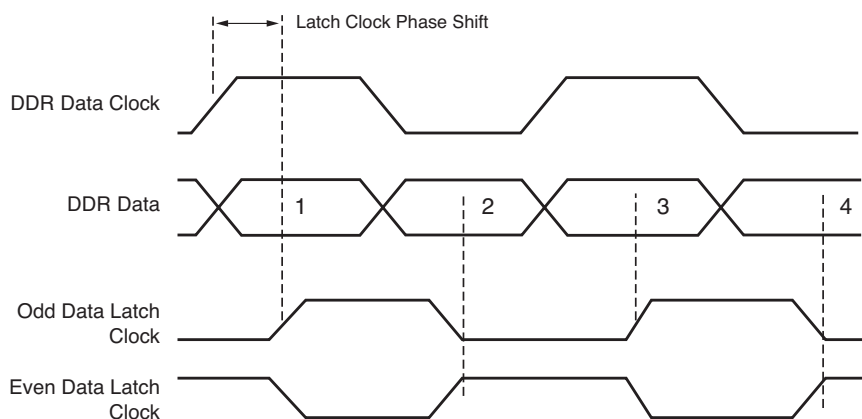 Latch Clock Phase Shift
DDR Data Clock
DDR Data
1
2
3
4
Odd Data Latch
Clock
Even Data Latch
Clock